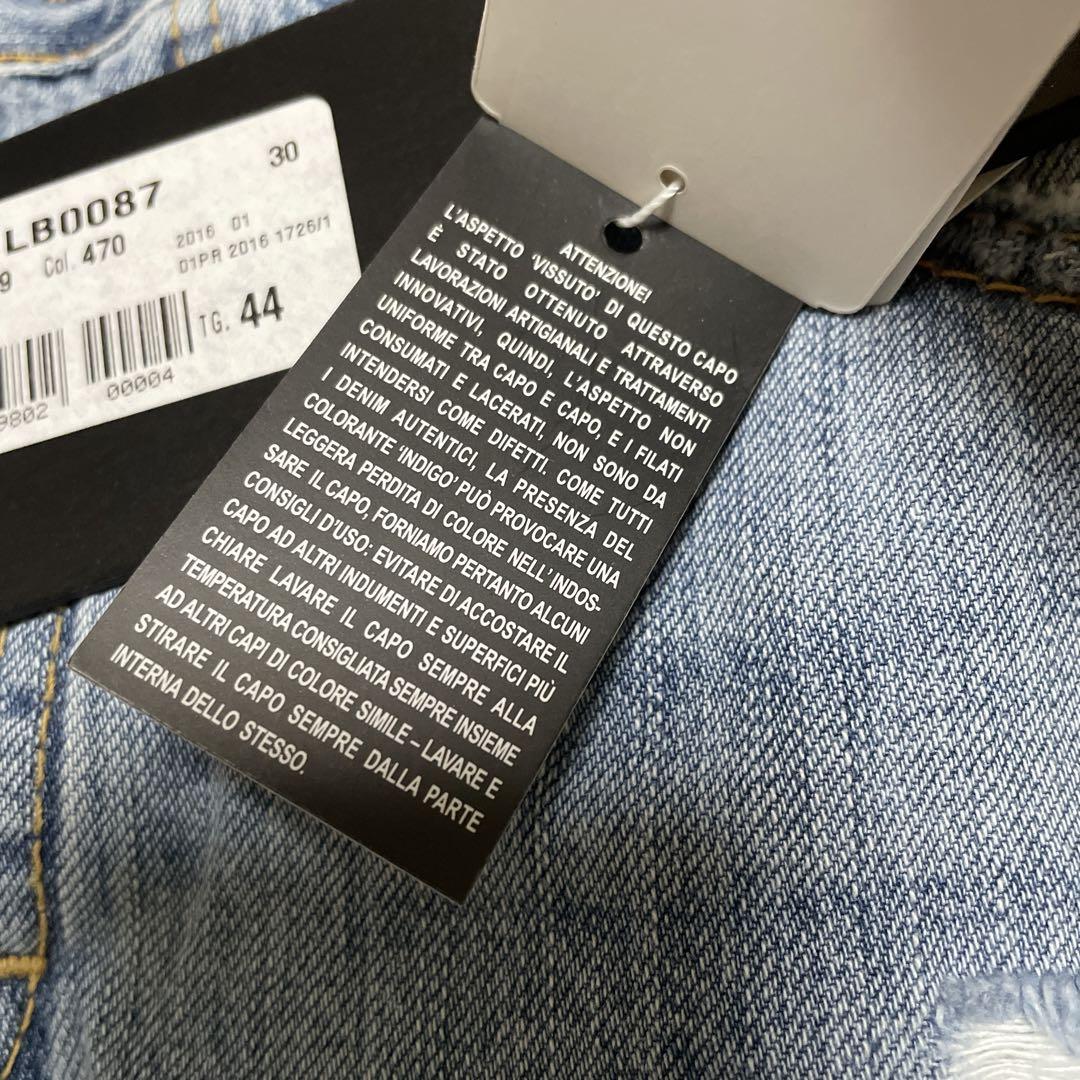 30
LB0087
9 Col. 470
2016 01
01PR 2016 1726/1
TG. 44
9802
00004
ATTENZIONE!
L'ASPETTO 'VISSUTO' DI QUESTO CAPO
È STATO OTTENUTO ATTRAVERSO
LAVORAZIONI ARTIGIANALI E TRATTAMENTI
INNOVATIVI, QUINDI, L'ASPETTO NON
UNIFORME TRA CAPO E CAPO, E I FILATI
CONSUMATI E LACERATI, NON SONO DA
INTENDERSI COME DIFETTI. COME TUTTI
I DENIM AUTENTICI, LA PRESENZA DEL
COLORANTE 'INDIGO' PUÒ PROVOCARE UNA
LEGGERA PERDITA DI COLORE NELL'INDOS-
SARE IL CAPO, FORNIAMO PERTANTO ALCUNI
CONSIGLI D'USO: EVITARE DI ACCOSTARE IL
CAPO AD ALTRI INDUMENTI E SUPERFICI PIÙ
CHIARE LAVARE IL CAPO SEMPRE ALLA
TEMPERATURA CONSIGLIATA SEMPRE INSIEME
AD ALTRI CAPI DI COLORE SIMILE – LAVARE E
STIRARE IL CAPO SEMPRE DALLA PARTE
INTERNA DELLO STESSO.